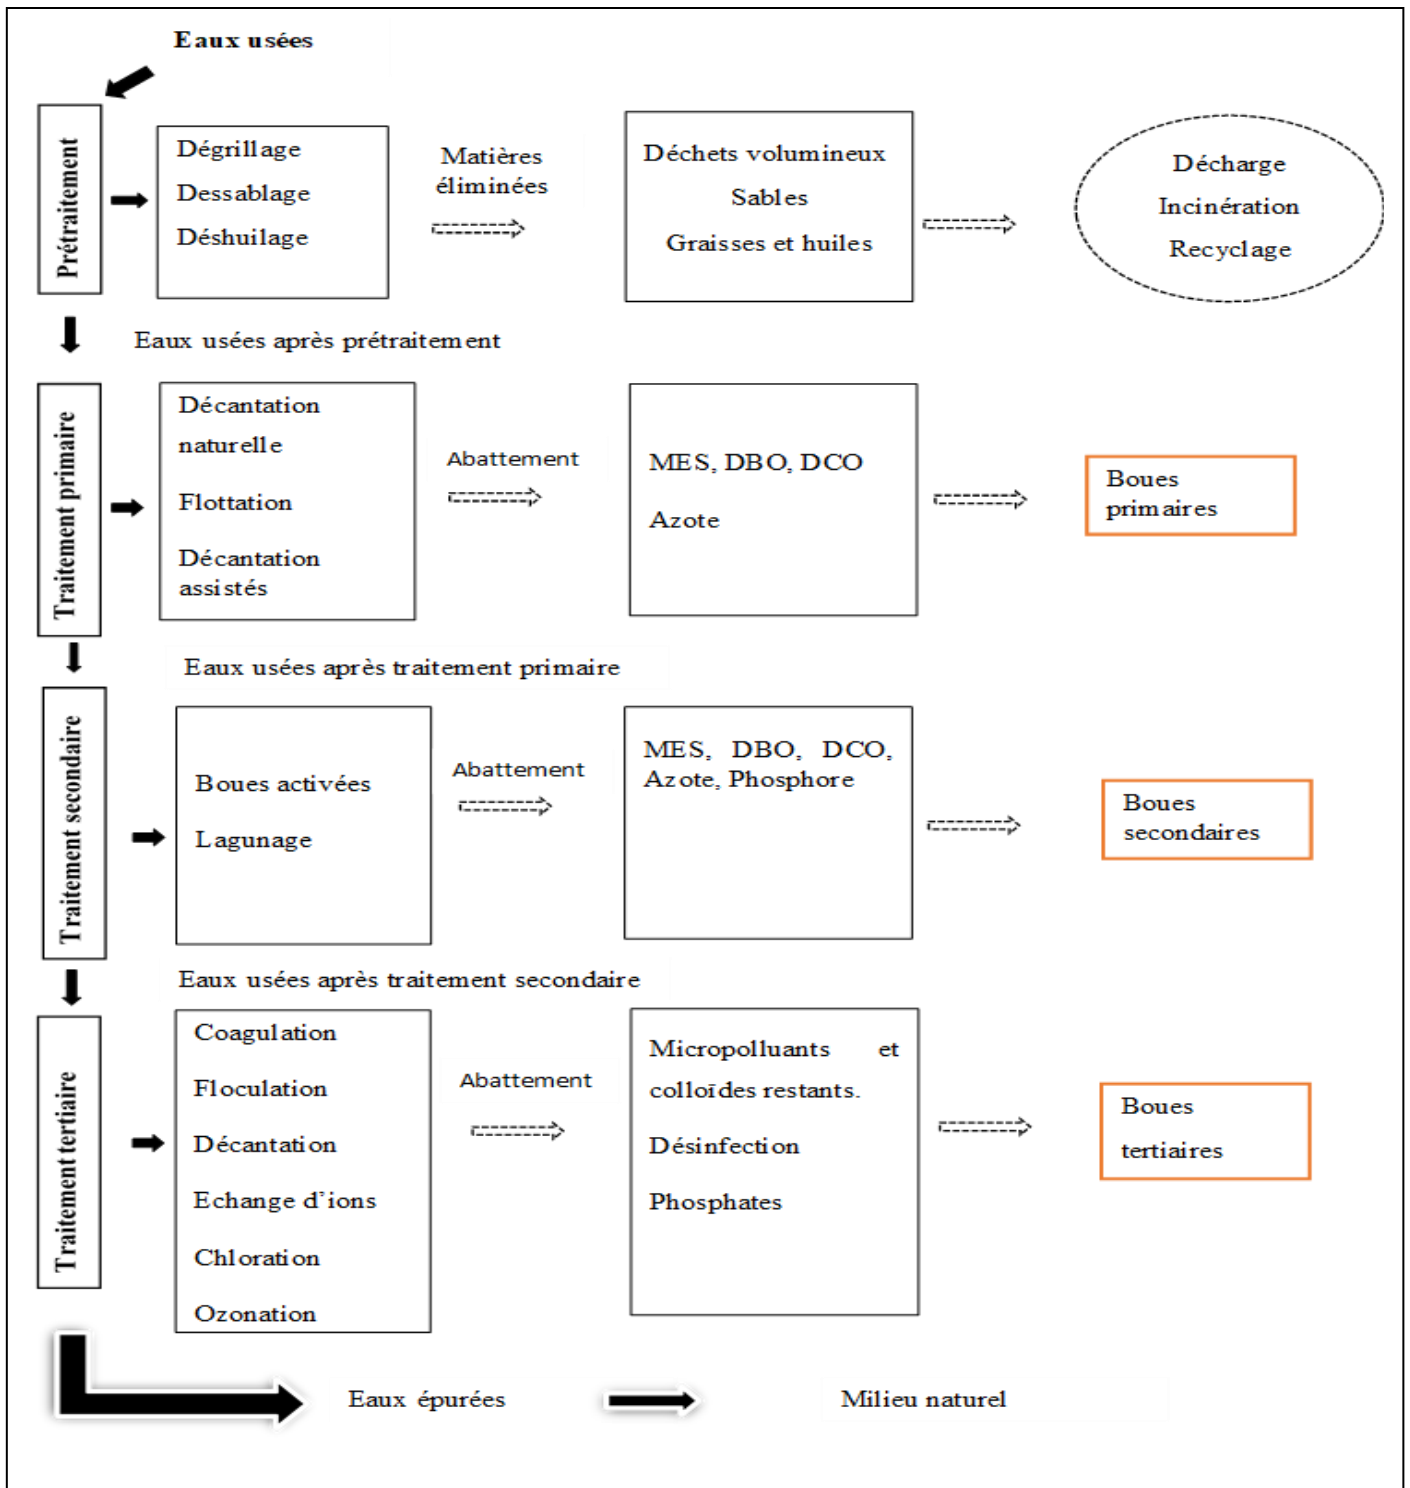 Eaux usées
Prétraitement
Dégrillage
Dessablage
Déshuilage
Matières
éliminées
Déchets volumineux
Sables
Graisses et huiles
Décharge
Incinération
Recyclage
Eaux usées après prétraitement
Traitement primaire
Décantation
naturelle
Flottation
Décantation
assistés
Abattement
MES, DBO, DCO
Azote
Boues
primaires
Eaux usées après traitement primaire
Traitement secondaire
Boues activées
Lagunage
Abattement
MES, DBO, DCO,
Azote, Phosphore
Boues
secondaires
Eaux usées après traitement secondaire
Traitement tertiaire
Coagulation
Floculation
Décantation
Echange d'ions
Chloration
Ozonation
Abattement
Micropolluants et
colloïdes restants.
Désinfection
Phosphates
Boues
tertiaires
Eaux épurées
Milieu naturel